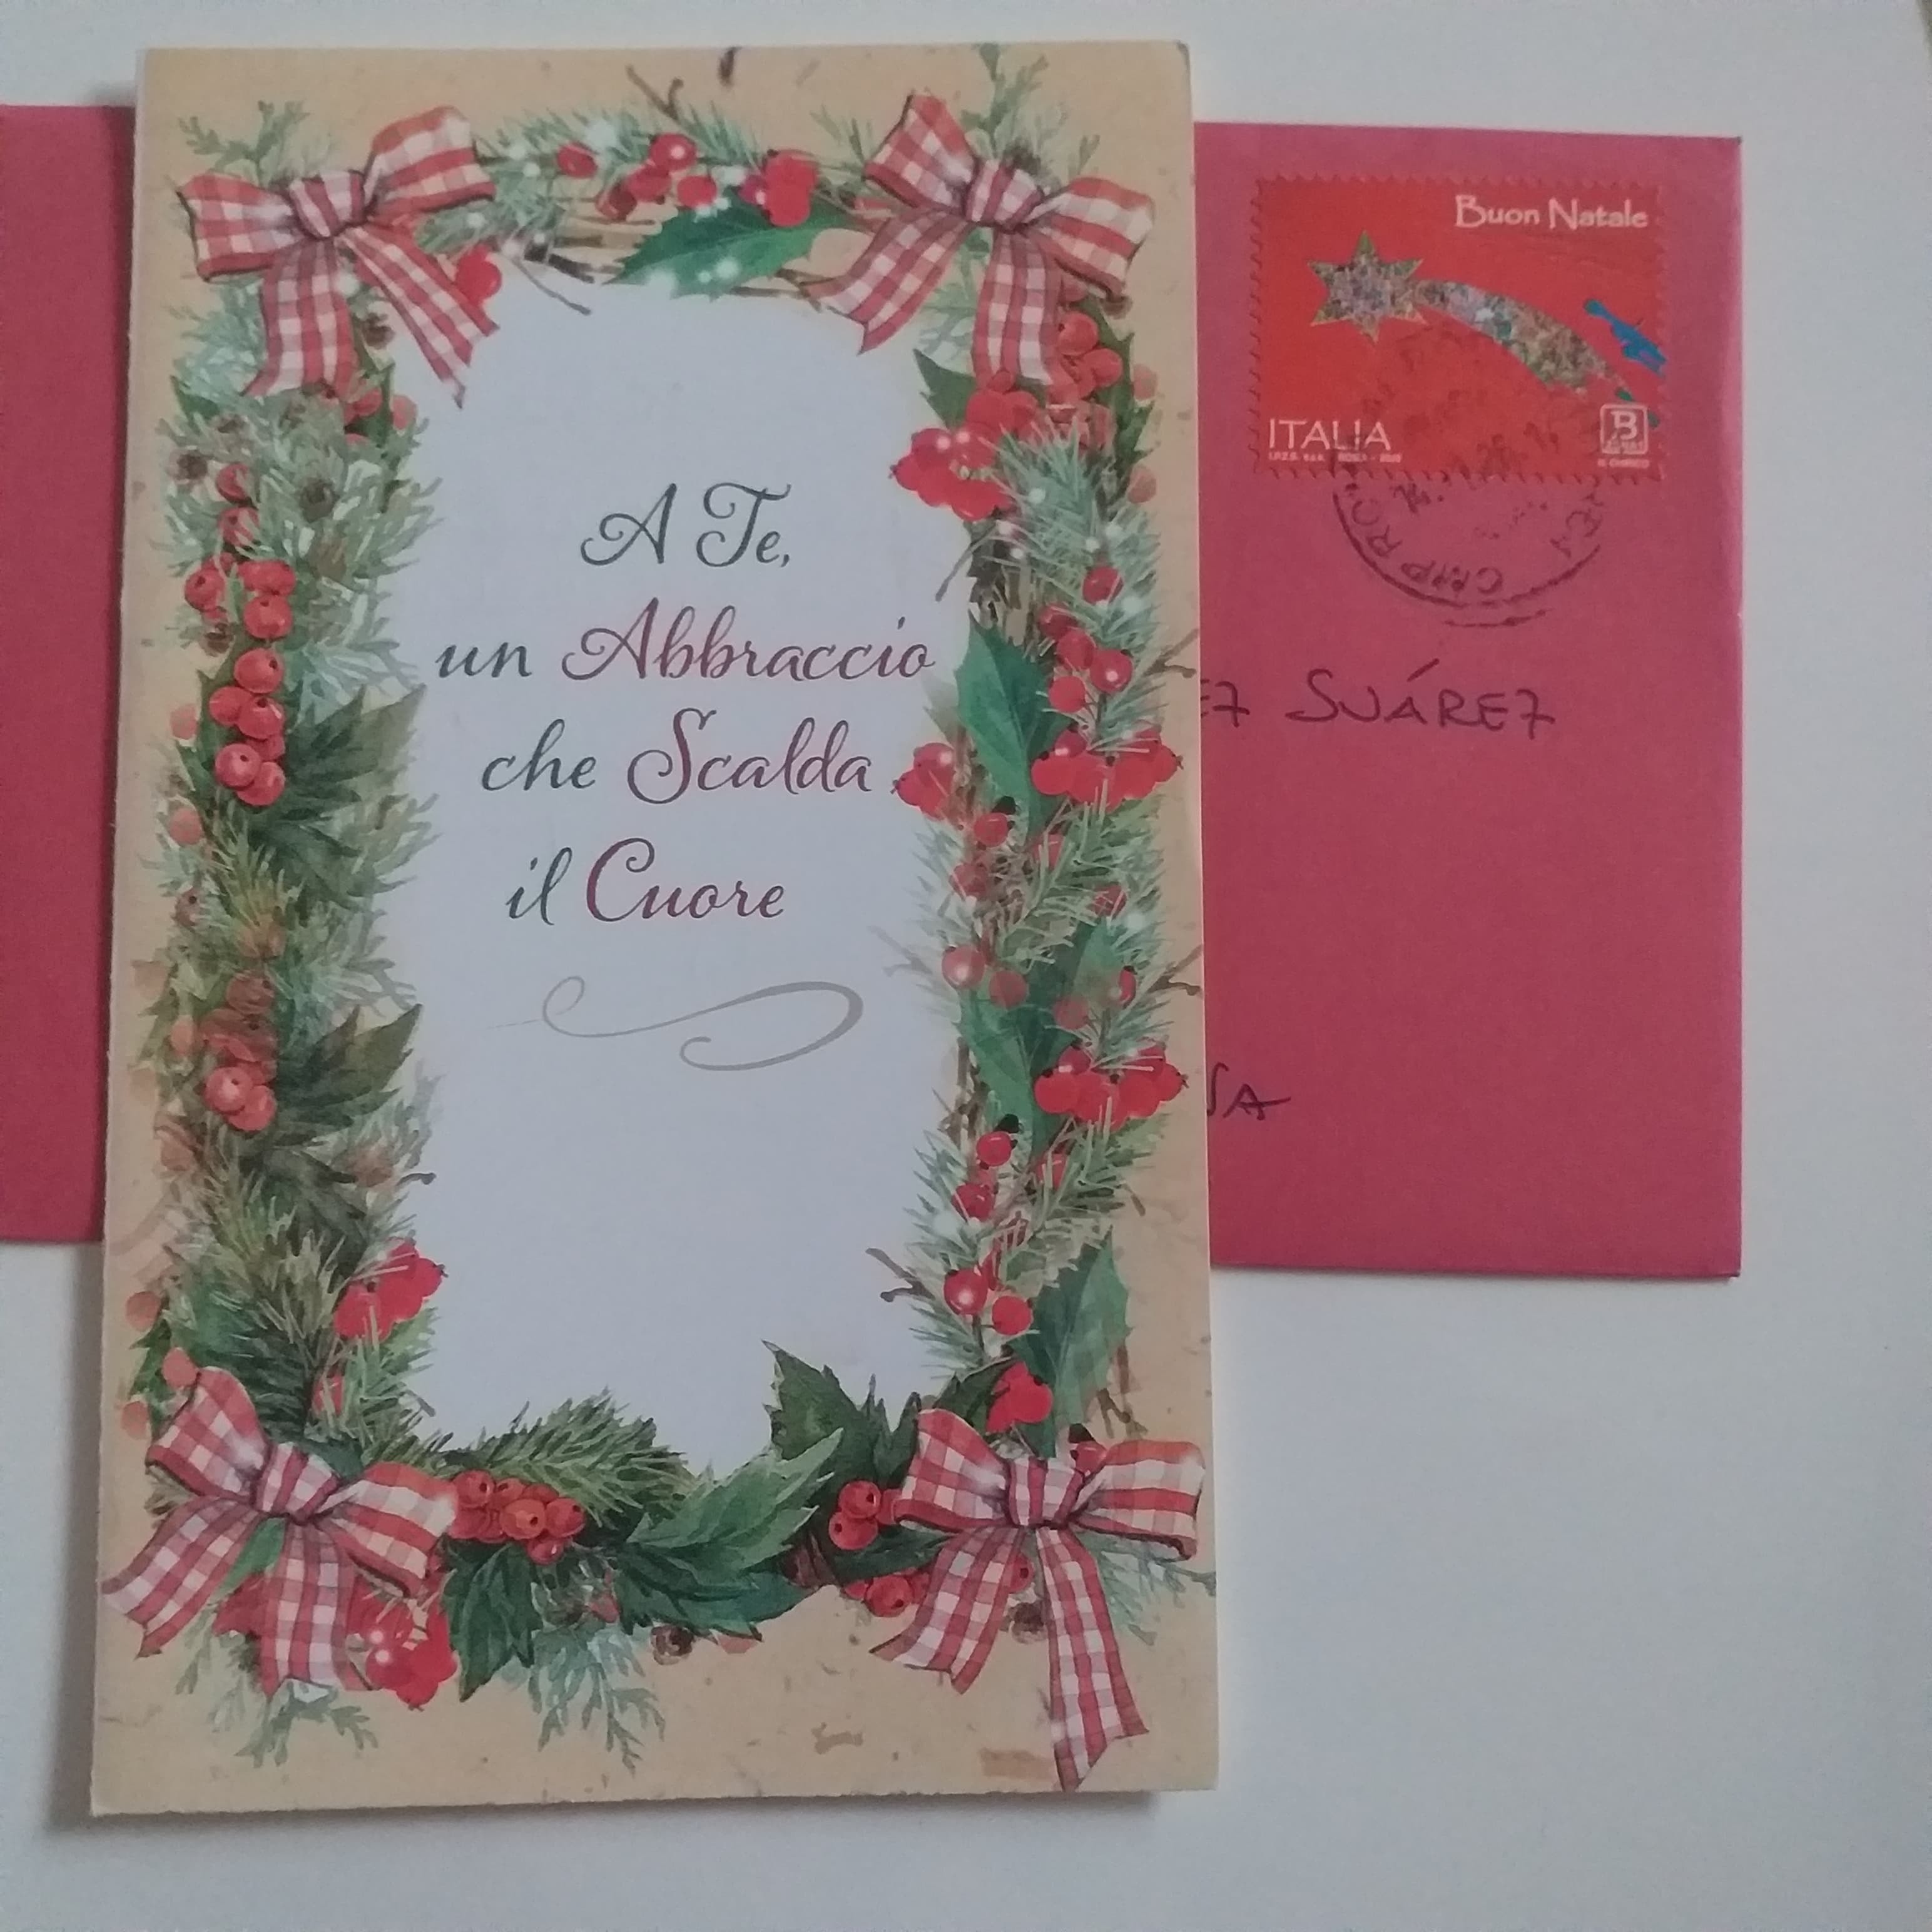 A Te,
un Abbraccio
che Scalda
il Cuore
Buon Natale
ITALIA
B
SUÁREZ